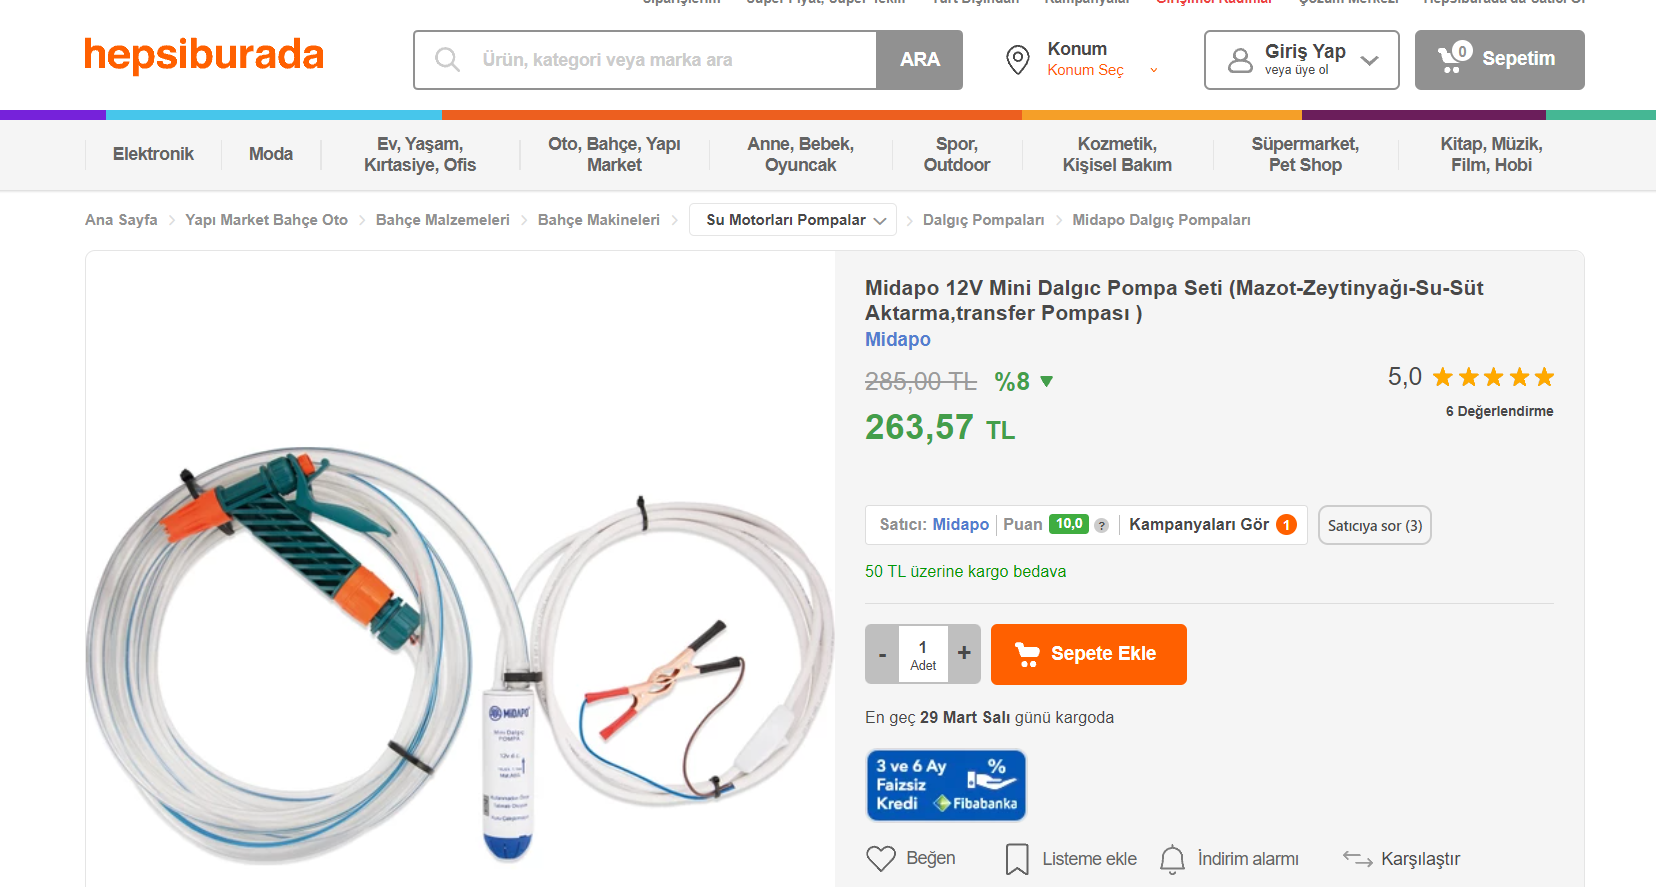 hepsiburada
Ürün, kategori veya marka ara
ARA
Konum
Konum Seç
Giriş Yap
veya üye ol
0
Sepetim
Elektronik
Moda
Ev, Yaşam,
Kırtasiye, Ofis
Oto, Bahçe, Yapı
Market
Anne, Bebek,
Oyuncak
Spor,
Outdoor
Kozmetik,
Kişisel Bakım
Süpermarket,
Pet Shop
Kitap, Müzik,
Film, Hobi
Ana Sayfa
Yapı Market Bahçe Oto
Bahçe Malzemeleri
Bahçe Makineleri
Su Motorları Pompalar
Dalgıç Pompaları
Midapo Dalgıç Pompaları
Midapo 12V Mini Dalgıc Pompa Seti (Mazot-Zeytinyağı-Su-Süt
Aktarma,transfer Pompası )
Midapo
285,00 TL %8
263,57 TL
5,0
6 Değerlendirme
Satıcı: Midapo Puan 10,0 ? Kampanyaları Gör 1
Satıcıya sor (3)
50 TL üzerine kargo bedava
- 1 +
Adet
Sepete Ekle
En geç 29 Mart Salı günü kargoda
3 ve 6 Ay
Faizsiz
Kredi
%
Fibabanka
Beğen
Listeme ekle
İndirim alarmı
Karşılaştır
MİDAPO
Mini Dalgıç
POMPA
12v d.c.